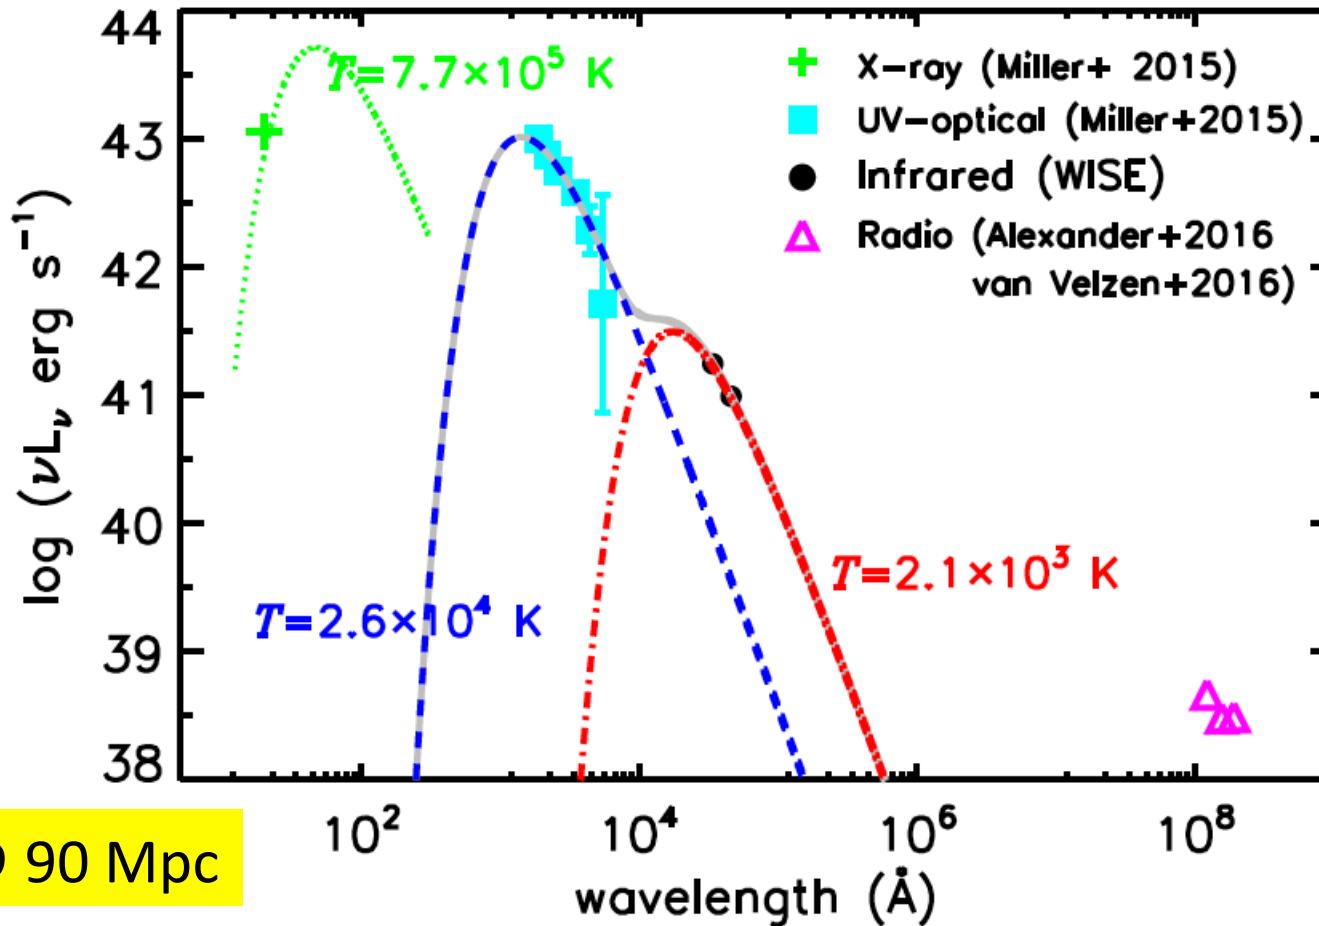 44
43
42
41
40
39
38
log (νLν erg s⁻¹)
T=7.7×10⁵ K
X-ray (Miller+ 2015)
UV-optical (Miller+2015)
Infrared (WISE)
Radio (Alexander+2016
van Velzen+2016)
T=2.6×10⁴ K
T=2.1×10³ K
10² 10⁴ 10⁶ 10⁸
90 Mpc
wavelength (Å)